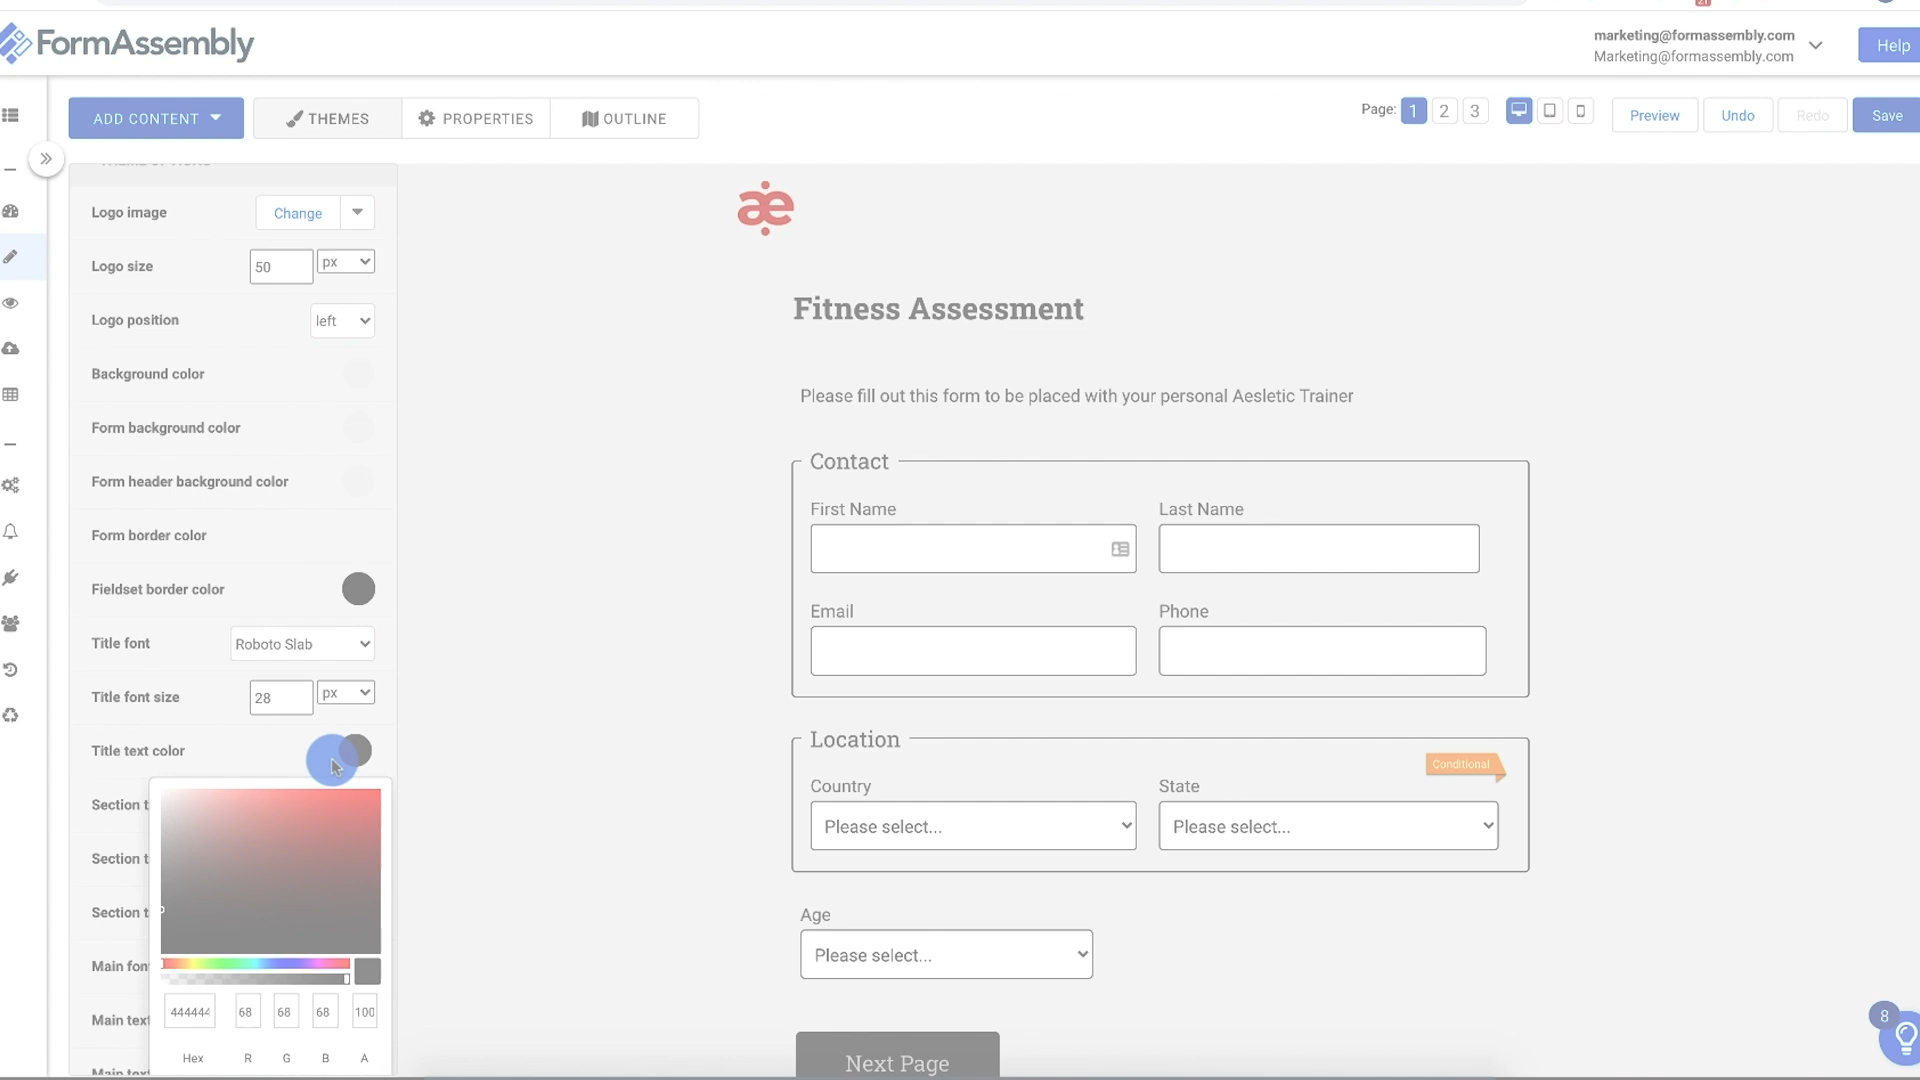 21
FormAssembly
marketing@formassembly.com
Marketing@formassembly.com
Help
ADD CONTENT
THEMES
PROPERTIES
OUTLINE
Page: 1 2 3
Preview
Undo
Redo
Save
Logo image
Change
Logo size
50
px
Logo position
left
Background color
Form background color
Form header background color
Form border color
Fieldset border color
Title font
Roboto Slab
Title font size
28
px
Title text color
Section t
Section t
Section t
Main fon
Main text
Main text
444444
68
68
68
100
Hex
R
G
B
A
æ
Fitness Assessment
Please fill out this form to be placed with your personal Aesletic Trainer
Contact
First Name
Last Name
Email
Phone
Location
Conditional
Country
State
Please select...
Please select...
Age
Please select...
Next Page
8